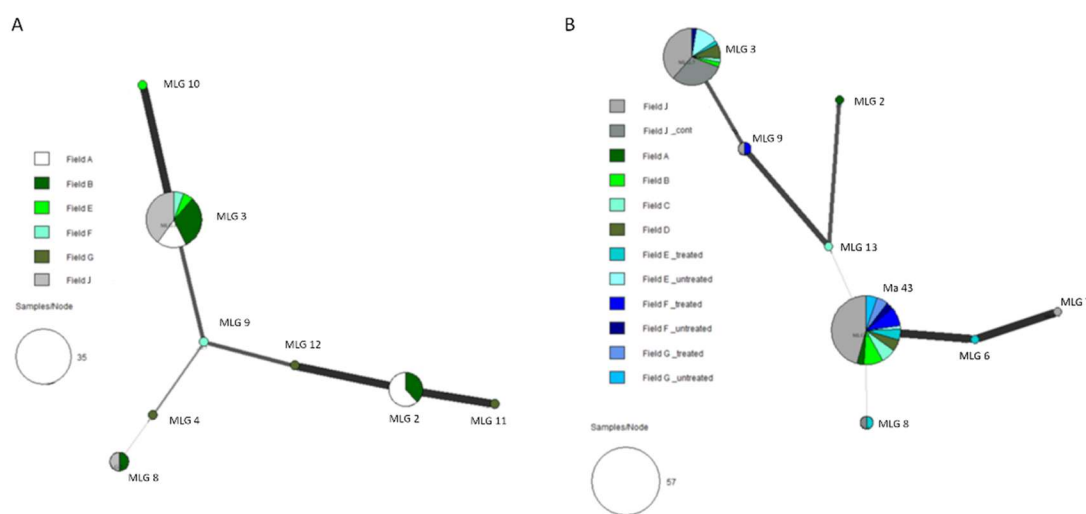 A
MLG 10
Field A
Field B
Field E
Field F
Field G
Field J
MLG 3
Samples/Node
35
MLG 9
MLG 12
MLG 2
MLG 11
MLG 4
MLG 8
B
MLG 3
MLG 2
MLG 9
Field J
Field J _cont
Field A
Field B
Field C
Field D
Field E _treated
Field E _untreated
Field F _treated
Field F _untreated
Field G _treated
Field G _untreated
MLG 13
Ma 43
MLG
MLG 6
MLG 8
Samples/Node
57